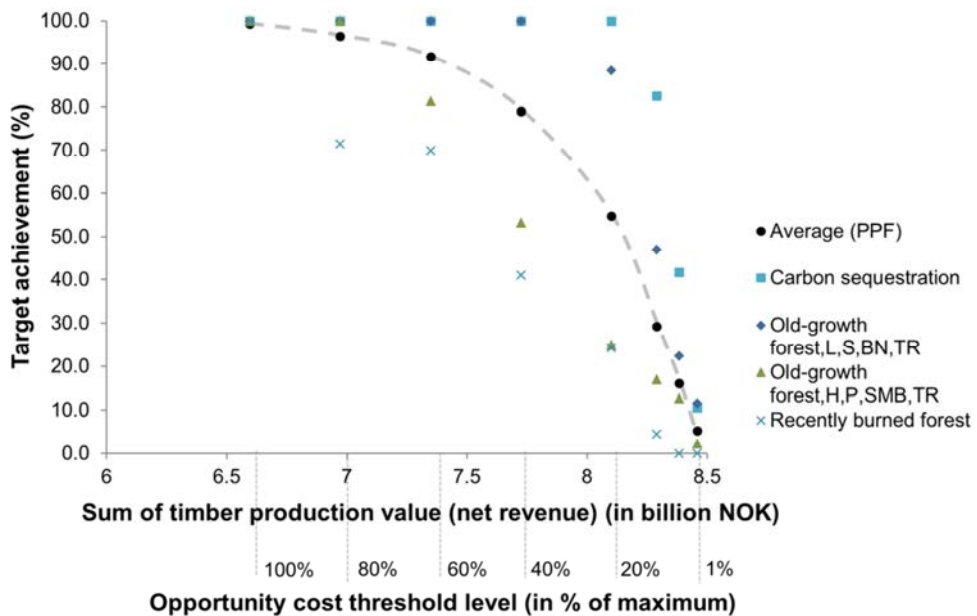 100.0
90.0
80.0
70.0
60.0
50.0
40.0
30.0
20.0
10.0
0.0
Target achievement (%)
6 6.5 7 7.5 8 8.5
Sum of timber production value (net revenue) (in billion NOK)
100% 80% 60% 40% 20% 1%
Opportunity cost threshold level (in % of maximum)
Average (PPF)
Carbon sequestration
Old-growth
forest,L,S,BN,TR
Old-growth
forest,H,P,SMB,TR
Recently burned forest